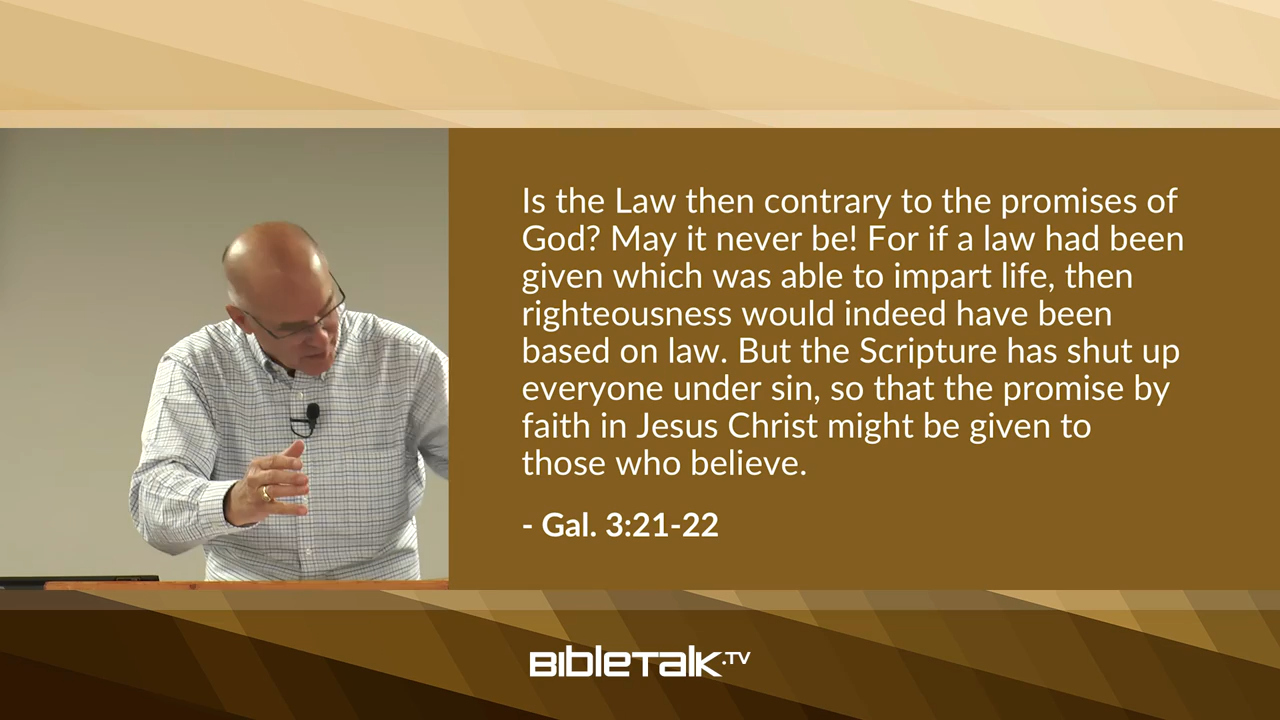 Is the Law then contrary to the promises of
God? May it never be! For if a law had been
given which was able to impart life, then
righteousness would indeed have been
based on law. But the Scripture has shut up
everyone under sin, so that the promise by
faith in Jesus Christ might be given to
those who believe.
- Gal. 3:21-22
BIBLETALK.TV